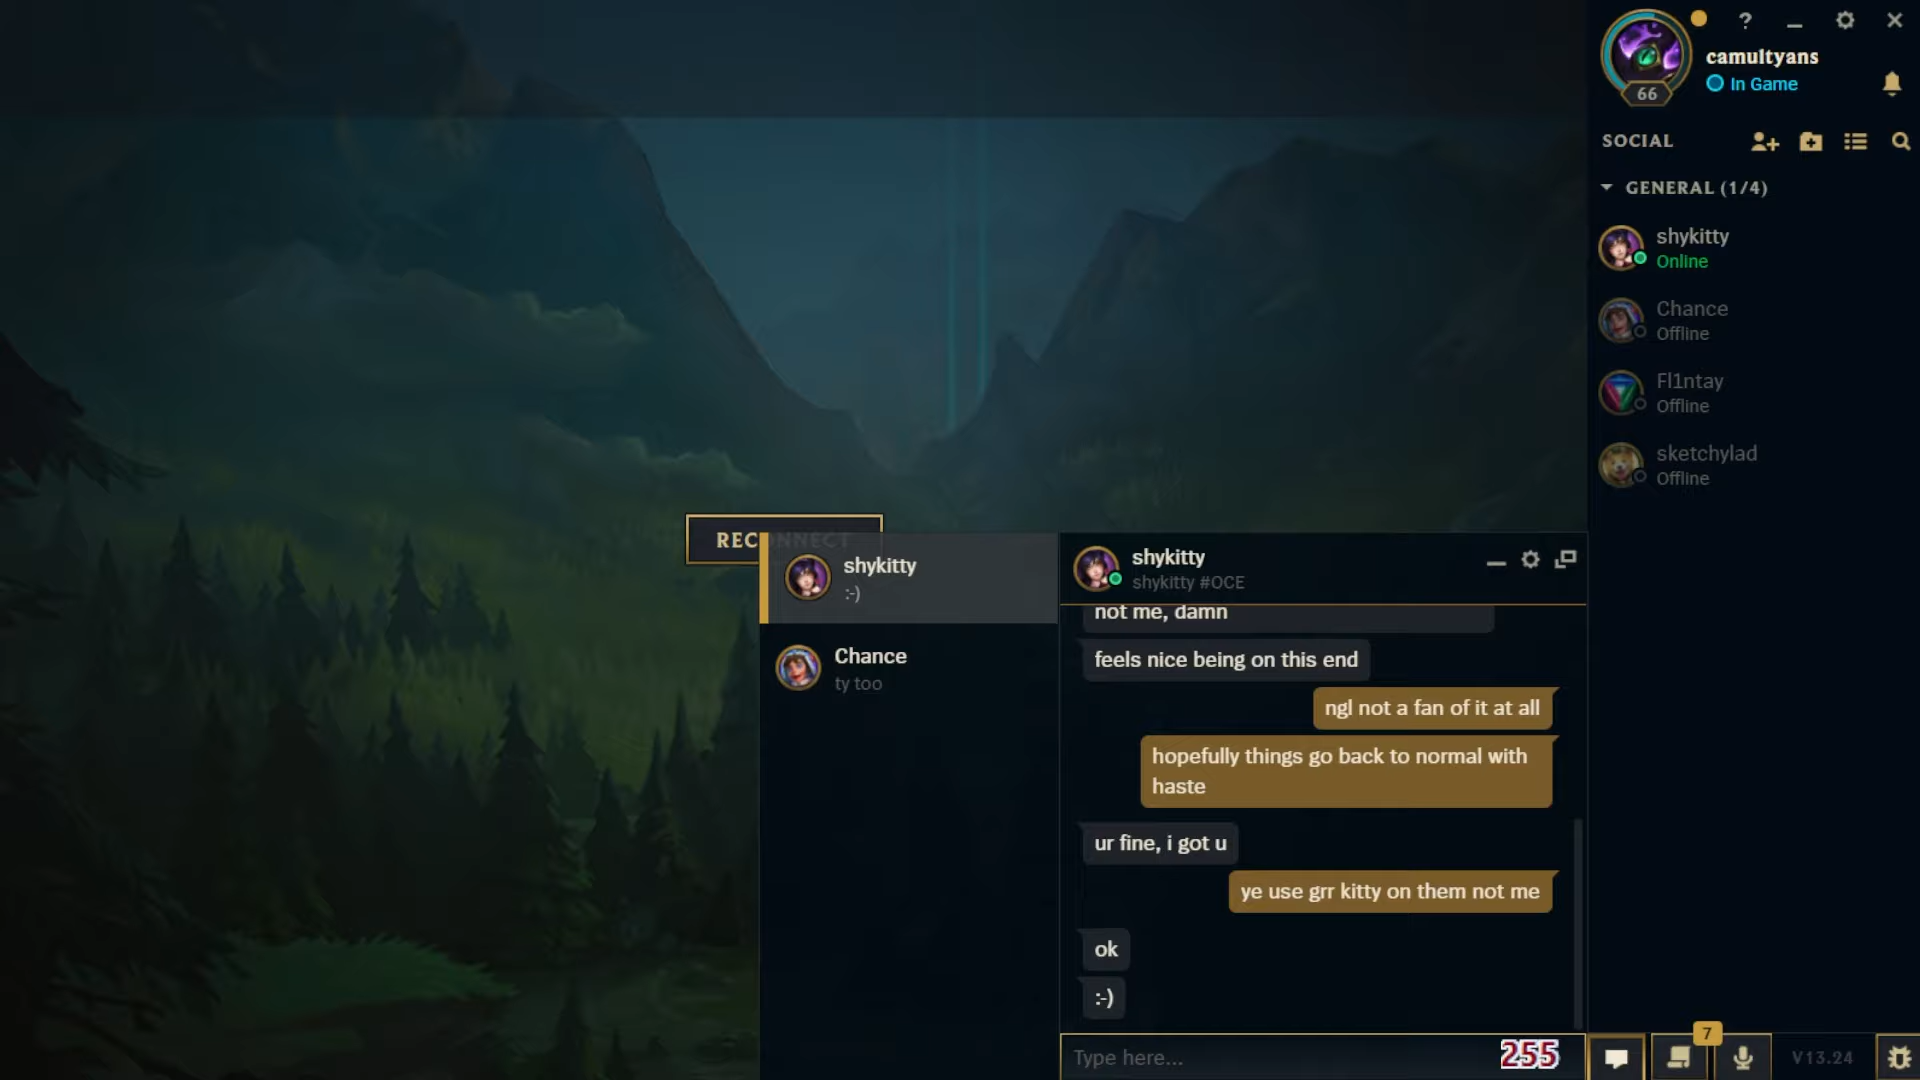 ?
camultyans
In Game
66
SOCIAL
GENERAL (1/4)
shykitty
Online
Chance
Offline
Fl1ntay
Offline
sketchylad
Offline
RECONNECT
shykitty
:-)
Chance
ty too
shykitty
shykitty #OCE
not me, damn
feels nice being on this end
ngl not a fan of it at all
hopefully things go back to normal with
haste
ur fine, i got u
ye use grr kitty on them not me
ok
:-)
Type here...
255
7
V13.24